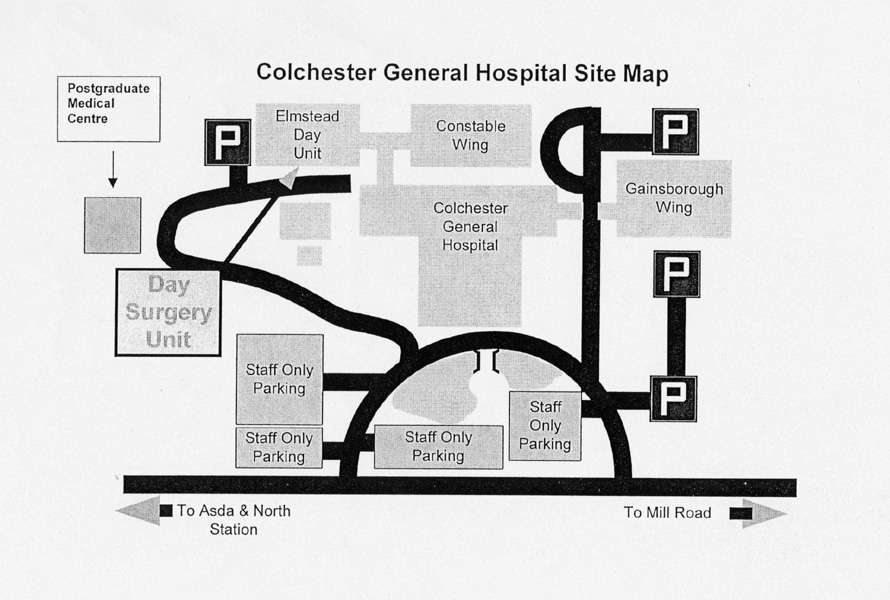 Colchester General Hospital Site Map
Postgraduate
Medical
Centre
P
Elmstead
Day
Unit
Constable
Wing
P
Gainsborough
Wing
Colchester
General
Hospital
P
Day
Surgery
Unit
Staff Only
Parking
P
Staff
Only
Parking
Staff Only
Parking
Staff Only
Parking
To Asda & North
Station
To Mill Road